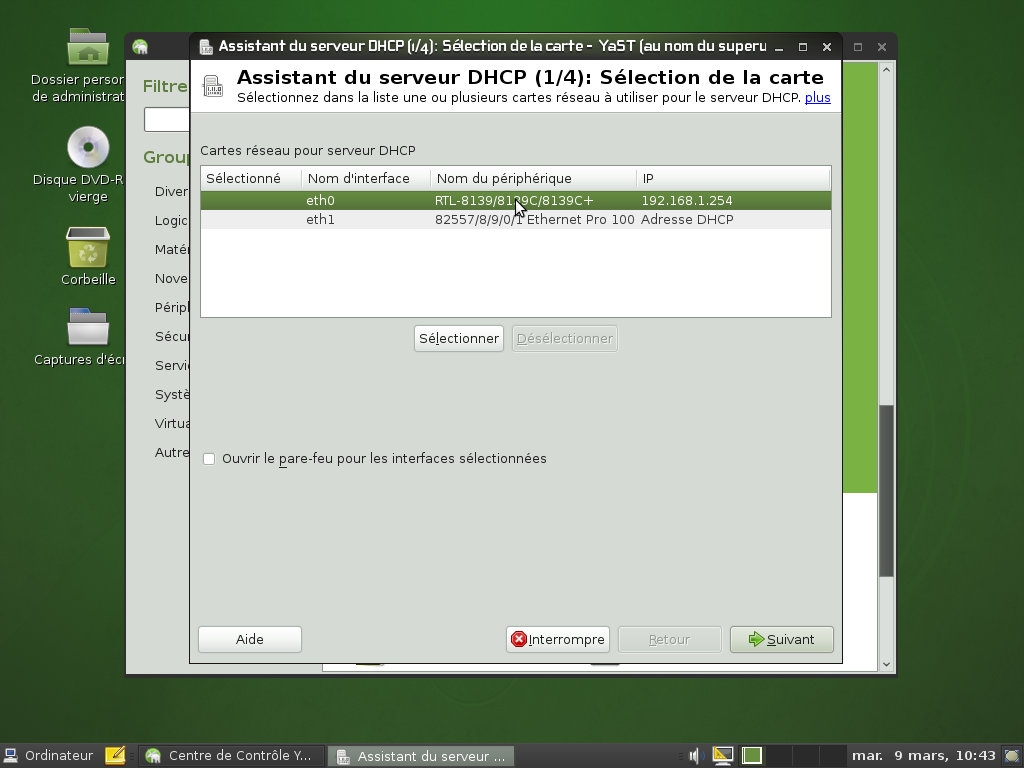 Dossier person
de administrat
Disque DVD-R
vierge
Corbeille
Captures d'écr
Assistant du serveur DHCP (1/4): Sélection de la carte - YaST (au nom du superu
Filtre
Group
Diver
Logic
Matér
Nove
Périph
Sécur
Servic
Systè
Virtua
Autre
Assistant du serveur DHCP (1/4): Sélection de la carte
Sélectionnez dans la liste une ou plusieurs cartes réseau à utiliser pour le serveur DHCP. plus
Cartes réseau pour serveur DHCP
Sélectionné Nom d'interface Nom du périphérique IP
eth0 RTL-8139/8139C/8139C+ 192.168.1.254
eth1 82557/8/9/0/1 Ethernet Pro 100 Adresse DHCP
Sélectionner Désélectionner
Ouvrir le pare-feu pour les interfaces sélectionnées
Aide Interrompre Retour Suivant
Ordinateur Centre de Contrôle Y... Assistant du serveur ... mar. 9 mars, 10:43